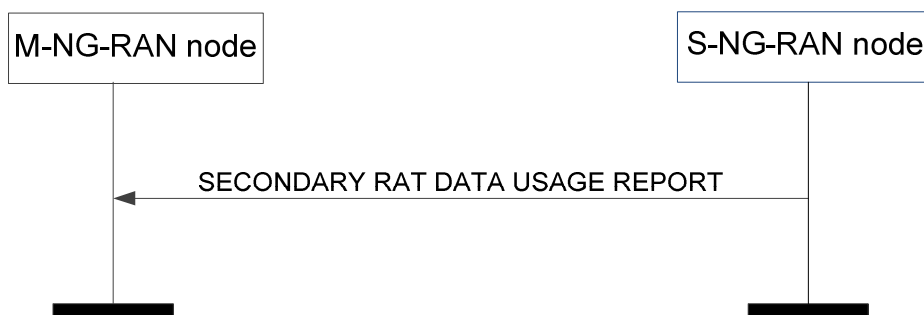 M-NG-RAN node
S-NG-RAN node
SECONDARY RAT DATA USAGE REPORT